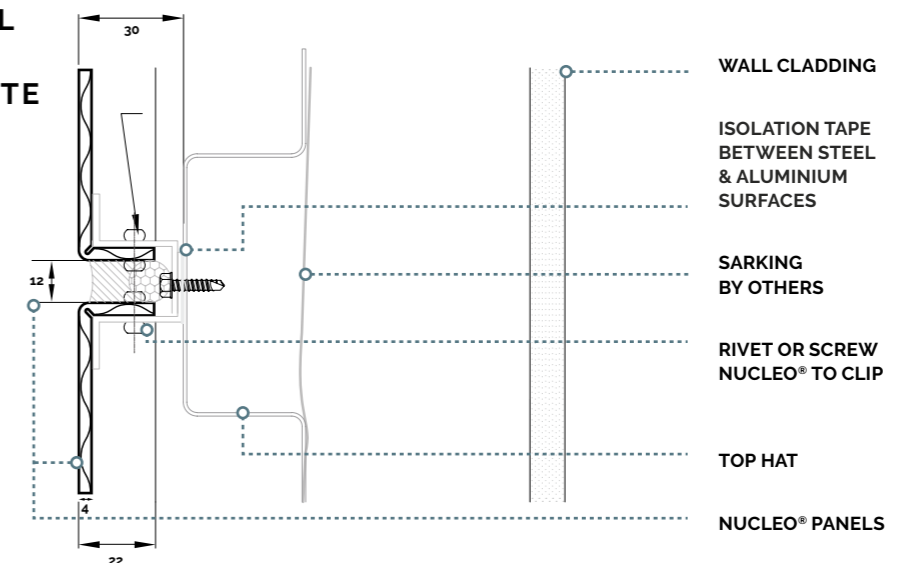 L
30
TE
WALL CLADDING
ISOLATION TAPE
BETWEEN STEEL
& ALUMINIUM
SURFACES
12
SARKING
BY OTHERS
RIVET OR SCREW
NUCLEO® TO CLIP
TOP HAT
4
NUCLEO® PANELS
22